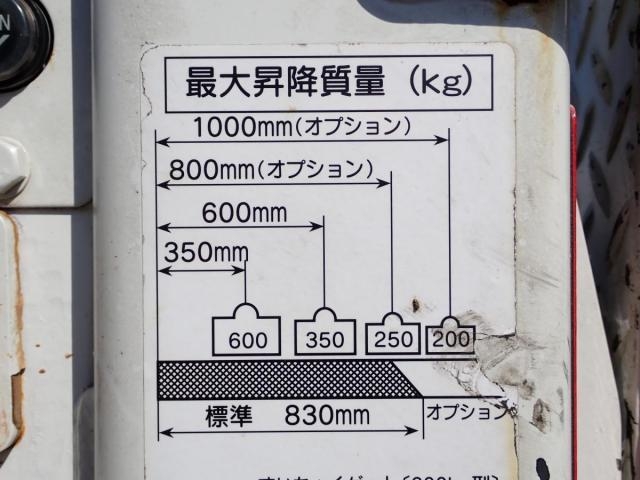 最大昇降質量 (kg)
1000mm(オプション)
800mm(オプション)
600mm
350mm
600 350 250 200
標準 830mm オプション